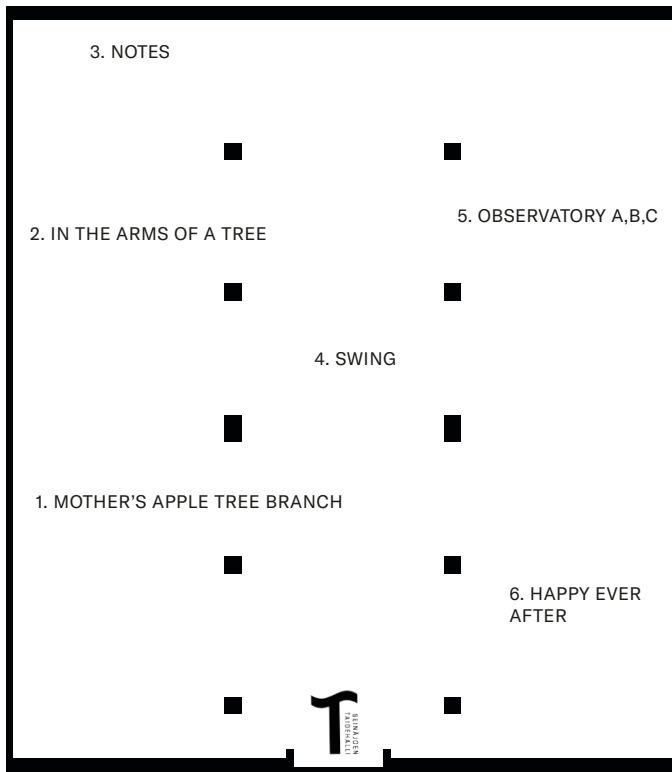 3. NOTES
5. OBSERVATORY A,B,C
2. IN THE ARMS OF A TREE
4. SWING
1. MOTHER’S APPLE TREE BRANCH
6. HAPPY EVER
AFTER
T
SEINÄJOEN
TAIDEHALLI